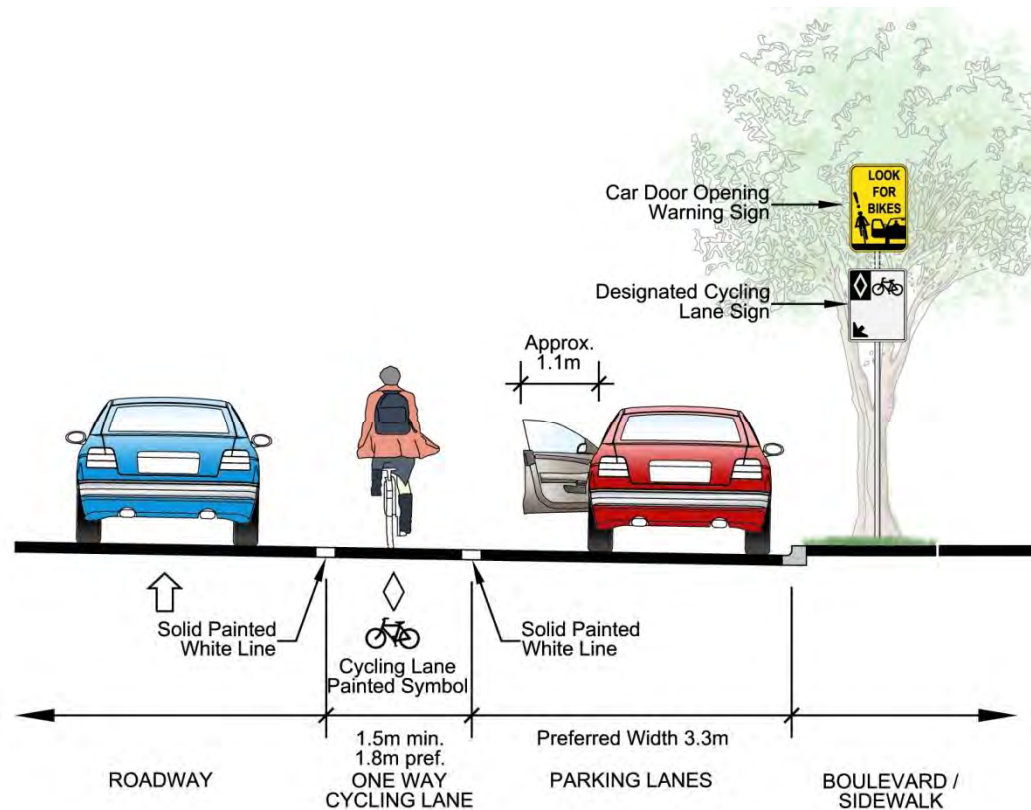 LOOK
FOR
BIKES
!
Car Door Opening
Warning Sign
Designated Cycling
Lane Sign
Approx.
1.1m
Solid Painted
White Line
Cycling Lane
Painted Symbol
Solid Painted
White Line
1.5m min.
1.8m pref.
ONE WAY
CYCLING LANE
Preferred Width 3.3m
ROADWAY
PARKING LANES
BOULEVARD /
SIDEWALK